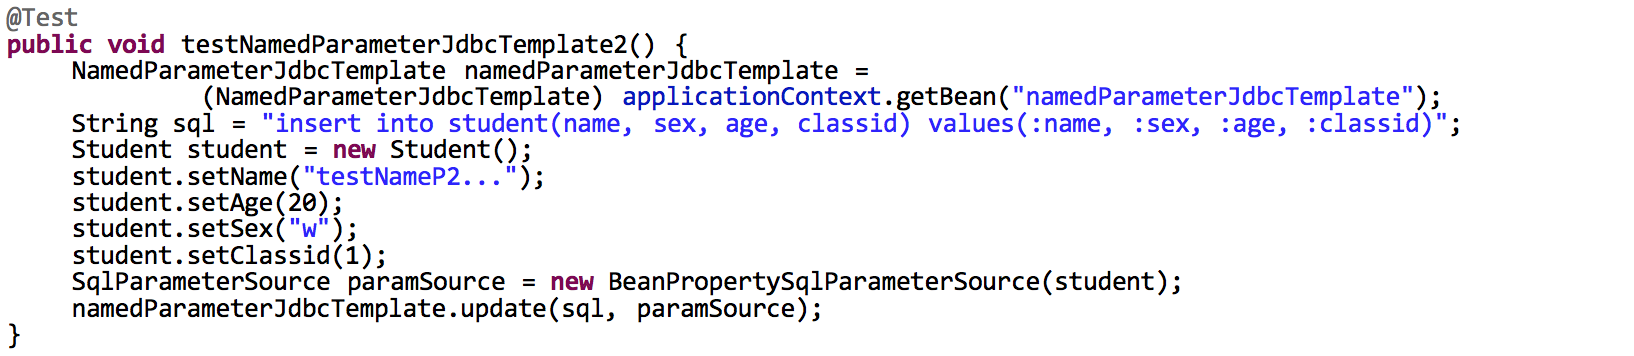 @Test
public void testNamedParameterJdbcTemplate2() {
NamedParameterJdbcTemplate namedParameterJdbcTemplate =
(NamedParameterJdbcTemplate) applicationContext.getBean("namedParameterJdbcTemplate");
String sql = "insert into student(name, sex, age, classid) values(:name, :sex, :age, :classid)";
Student student = new Student();
student.setName("testNameP2...");
student.setAge(20);
student.setSex("w");
student.setClassid(1);
SqlParameterSource paramSource = new BeanPropertySqlParameterSource(student);
namedParameterJdbcTemplate.update(sql, paramSource);
}